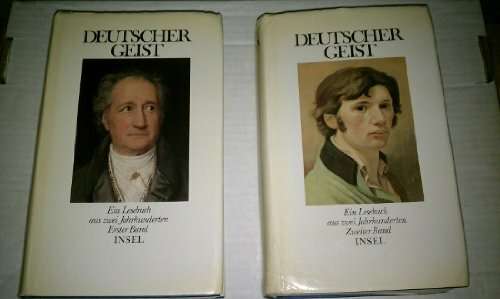 DEUTSCHER
GEIST
Ein Lesebuch
aus zwei Jahrhunderten
Erster Band
INSEL
DEUTSCHER
GEIST
Ein Lesebuch
aus zwei Jahrhunderten
Zweiter Band
INSEL